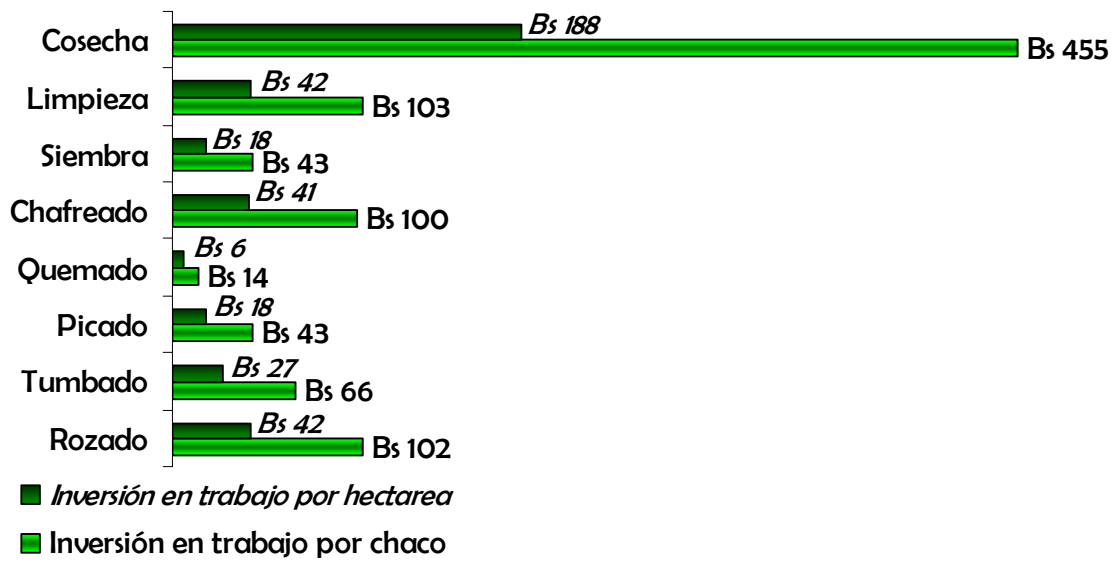 Cosecha
Bs 188
Bs 455
Limpieza
Bs 42
Bs 103
Siembra
Bs 18
Bs 43
Chafreado
Bs 41
Bs 100
Quemado
Bs 6
Bs 14
Picado
Bs 18
Bs 43
Tumbado
Bs 27
Bs 66
Rozado
Bs 42
Bs 102
Inversión en trabajo por hectarea
Inversión en trabajo por chaco